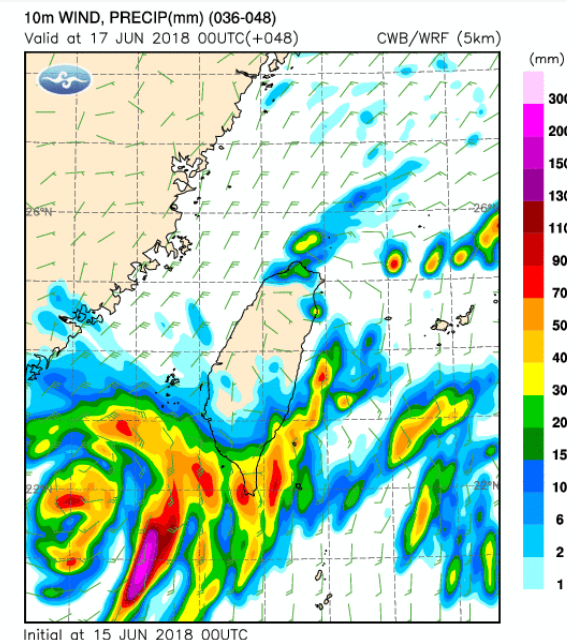 10m WIND, PRECIP(mm) (036-048)
Valid at 17 JUN 2018 00UTC(+048) CWB/WRF (5km)
(mm)
300
200
150
130
110
90
70
50
40
30
20
15
10
6
2
1
26°N 26°N
22°N 22°N
Initial at 15 JUN 2018 00UTC